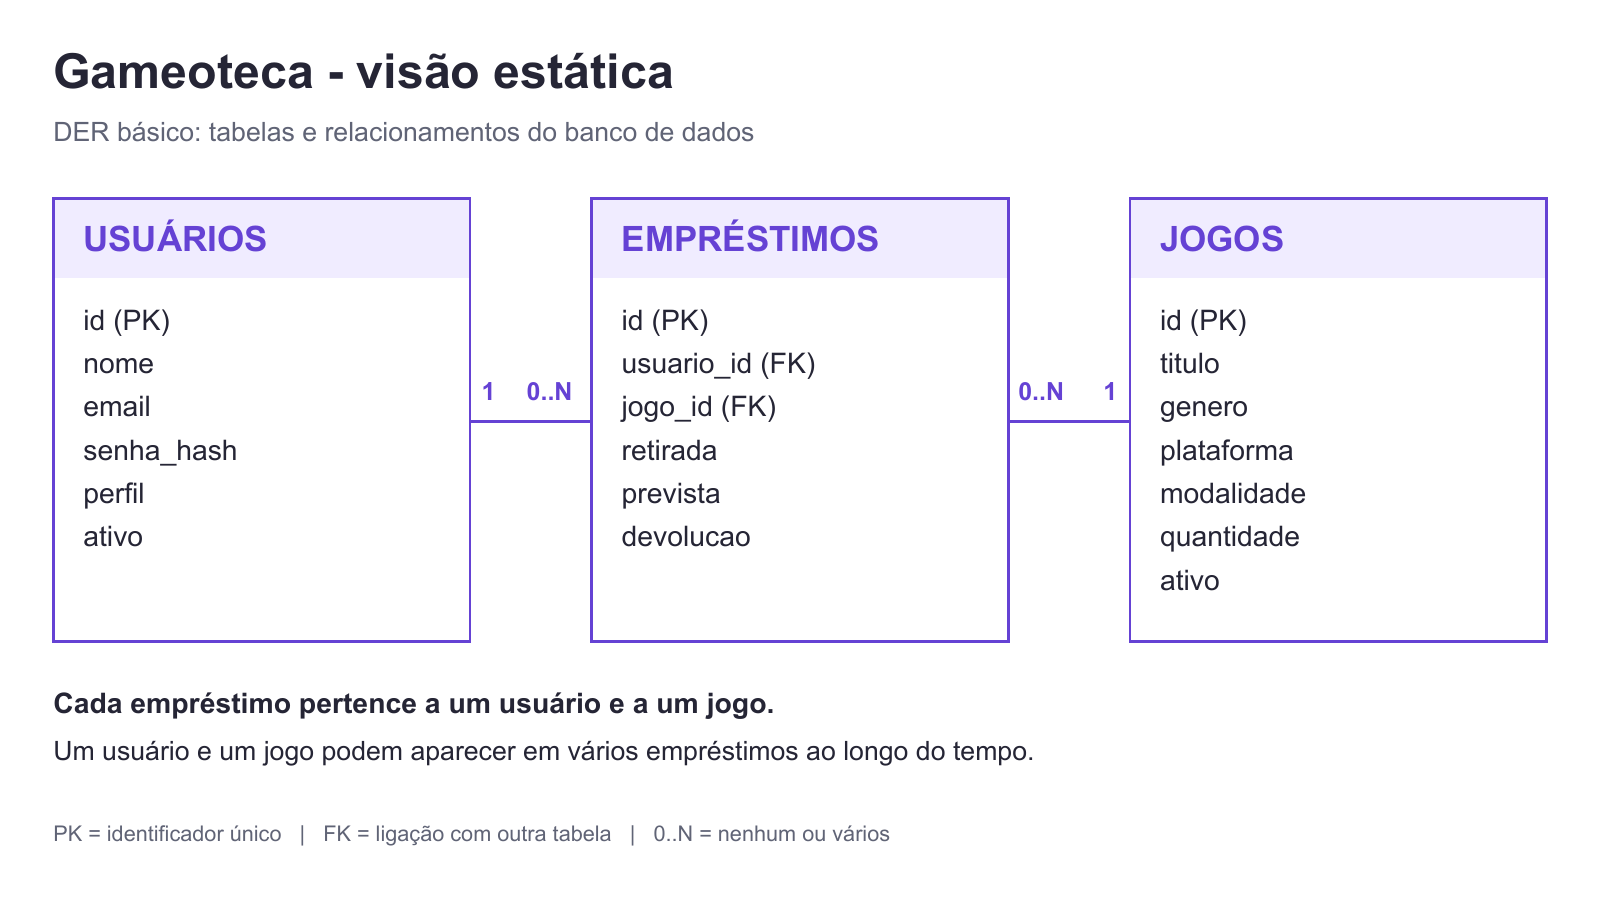 Gameoteca - visão estática
DER básico: tabelas e relacionamentos do banco de dados
USUÁRIOS
id (PK)
nome
email
senha_hash
perfil
ativo
1 0..N
EMPRÉSTIMOS
id (PK)
usuario_id (FK)
jogo_id (FK)
retirada
prevista
devolucao
0..N 1
JOGOS
id (PK)
titulo
genero
plataforma
modalidade
quantidade
ativo
Cada empréstimo pertence a um usuário e a um jogo.
Um usuário e um jogo podem aparecer em vários empréstimos ao longo do tempo.
PK = identificador único | FK = ligação com outra tabela | 0..N = nenhum ou vários